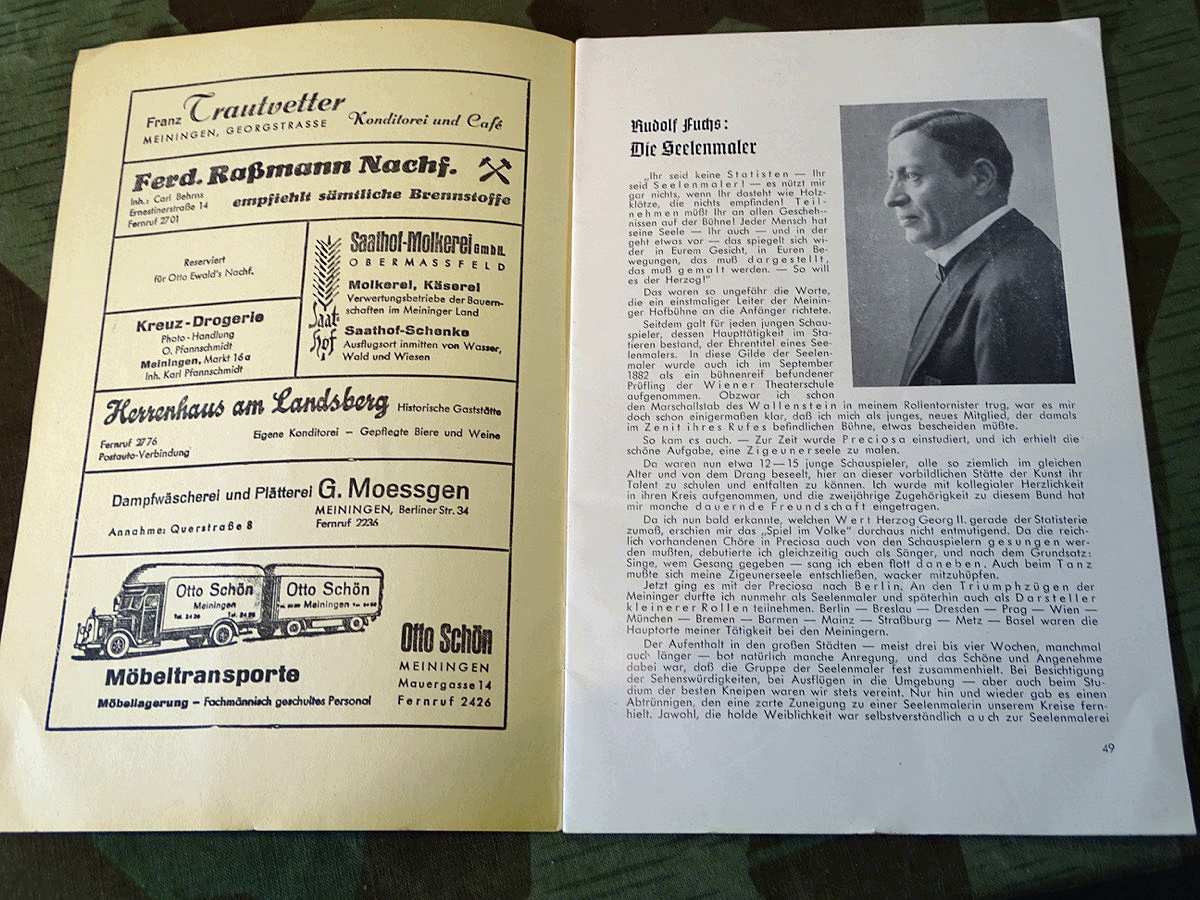 Franz Trautvetter Konditorei und Café
MEININGEN, GEORGSTRASSE
Ferd. Raßmann Nachf.
Inh.: Carl Behrns
Ernestinerstraße 14
Fernruf 2701
empfiehlt sämtliche Brennstoffe
Reserviert
für Otto Ewald's Nachf.
Kreuz-Drogerie
Photo-Handlung
O. Pfannschmidt
Meiningen, Markt 16a
Inh. Karl Pfannschmidt
Saat-
Hof
Saathof-Molkerei G.m.b.H.
OBERMASSFELD
Molkerei, Käserei
Verwertungsbetriebe der Bauern-
schaften im Meininger Land
Saathof-Schenke
Ausflugsort inmitten von Wasser,
Wald und Wiesen
Herrenhaus am Landsberg Historische Gaststätte
Fernruf 2776
Postauto-Verbindung
Eigene Konditorei – Gepflegte Biere und Weine
Dampfwäscherei und Plätterei G. Moessgen
MEININGEN, Berliner Str. 34
Annahme: Querstraße 8
Fernruf 2236
Otto Schön
Meiningen
Tel. 24 26 Tel. 24 26
Otto Schön
Meiningen
Möbeltransporte
Möbellagerung – Fachmännisch geschultes Personal
Otto Schön
MEININGEN
Mauergasse 14
Fernruf 2426
Rudolf Fuchs:
Die Seelenmaler
„Ihr seid keine Statisten — Ihr
seid Seelenmaler! — es nützt mir
gar nichts, wenn Ihr dasteht wie Holz-
klötze, die nichts empfinden! Teil-
nehmen müßt Ihr an allen Gescheh-
nissen auf der Bühne! Jeder Mensch hat
seine Seele — Ihr auch — und in der
geht etwas vor — das spiegelt sich wi-
der in Eurem Gesicht, in Euren Be-
wegungen, das muß dargestellt,
das muß gemalt werden. — So will
es der Herzog!"
Das waren so ungefähr die Worte,
die ein einstmaliger Leiter der Meinin-
ger Hofbühne an die Anfänger richtete.
Seitdem galt für jeden jungen Schau-
spieler, dessen Haupttätigkeit im Sta-
tieren bestand, der Ehrentitel eines See-
lenmalers. In diese Gilde der Seelen-
maler wurde auch ich im September
1882 als ein bühnenreif befundener
Prüfling der Wiener Theaterschule
aufgenommen. Obzwar ich schon
den Marschallstab des Wallenstein in meinem Rollentornister trug, war es mir
doch schon einigermaßen klar, daß ich mich als junges, neues Mitglied, der damals
im Zenit ihres Rufes befindlichen Bühne, etwas bescheiden müßte.
So kam es auch. — Zur Zeit wurde Preciosa einstudiert, und ich erhielt die
schöne Aufgabe, eine Zigeunerseele zu malen.
Da waren nun etwa 12—15 junge Schauspieler, alle so ziemlich im gleichen
Alter und von dem Drang beseelt, hier an dieser vorbildlichen Stätte der Kunst ihr
Talent zu schulen und entfalten zu können. Ich wurde mit kollegialer Herzlichkeit
in ihren Kreis aufgenommen, und die zweijährige Zugehörigkeit zu diesem Bund hat
mir manche dauernde Freundschaft eingetragen.
Da ich nun bald erkannte, welchen Wert Herzog Georg II. gerade der Statisterie
zumaß, erschien mir das „Spiel im Volke" durchaus nicht entmutigend. Da die reich-
lich vorhandenen Chöre in Preciosa auch von den Schauspielern gesungen wer-
den mußten, debutierte ich gleichzeitig auch als Sänger, und nach dem Grundsatz:
Singe, wem Gesang gegeben — sang ich eben flott daneben. Auch beim Tanz
mußte sich meine Zigeunerseele entschließen, wacker mitzuhüpfen.
Jetzt ging es mit der Preciosa nach Berlin. An den Triumphzügen der
Meininger durfte ich nunmehr als Seelenmaler und späterhin auch als Darsteller
kleinerer Rollen teilnehmen. Berlin — Breslau — Dresden — Prag — Wien —
München — Bremen — Barmen — Mainz — Straßburg — Metz — Basel waren die
Hauptorte meiner Tätigkeit bei den Meiningern.
Der Aufenthalt in den großen Städten — meist drei bis vier Wochen, manchmal
auch länger — bot natürlich manche Anregung, und das Schöne und Angenehme
dabei war, daß die Gruppe der Seelenmaler fest zusammenhielt. Bei Besichtigung
der Sehenswürdigkeiten, bei Ausflügen in die Umgebung — aber auch beim Stu-
dium der besten Kneipen waren wir stets vereint. Nur hin und wieder gab es einen
Abtrünnigen, den eine zarte Zuneigung zu einer Seelenmalerin unserem Kreise fern-
hielt. Jawohl, die holde Weiblichkeit war selbstverständlich auch zur Seelenmalerei
49